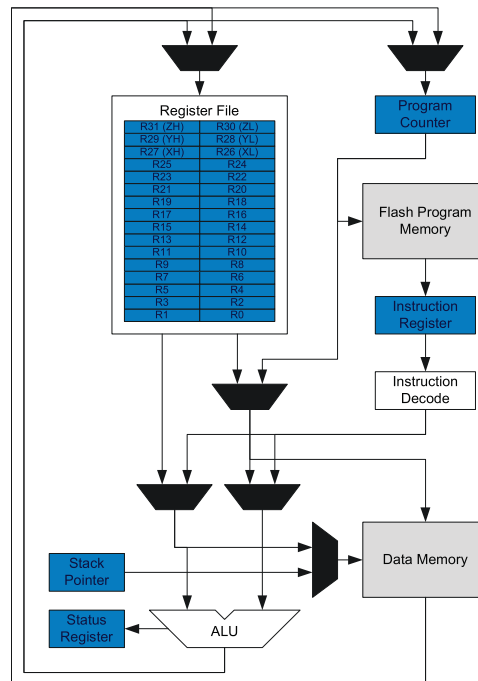 Register File
R31 (ZH) R30 (ZL)
R29 (YH) R28 (YL)
R27 (XH) R26 (XL)
R25 R24
R23 R22
R21 R20
R19 R18
R17 R16
R15 R14
R13 R12
R11 R10
R9 R8
R7 R6
R5 R4
R3 R2
R1 R0
Program
Counter
Flash Program
Memory
Instruction
Register
Instruction
Decode
Data Memory
Stack
Pointer
Status
Register
ALU